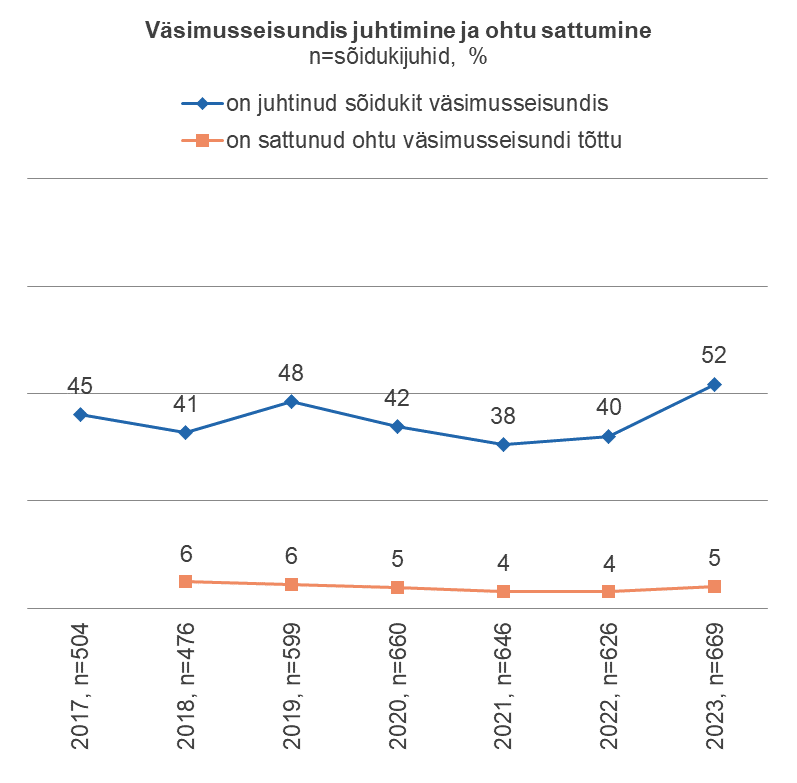 Väsimusseisundis juhtimine ja ohtu sattumine
n=sõidukijuhid,  %
on juhtinud sõidukit väsimusseisundis
on sattunud ohtu väsimusseisundi tõttu
45
41
48
42
38
40
52
6
6
5
4
4
5
2017, n=504
2018, n=476
2019, n=599
2020, n=660
2021, n=646
2022, n=626
2023, n=669